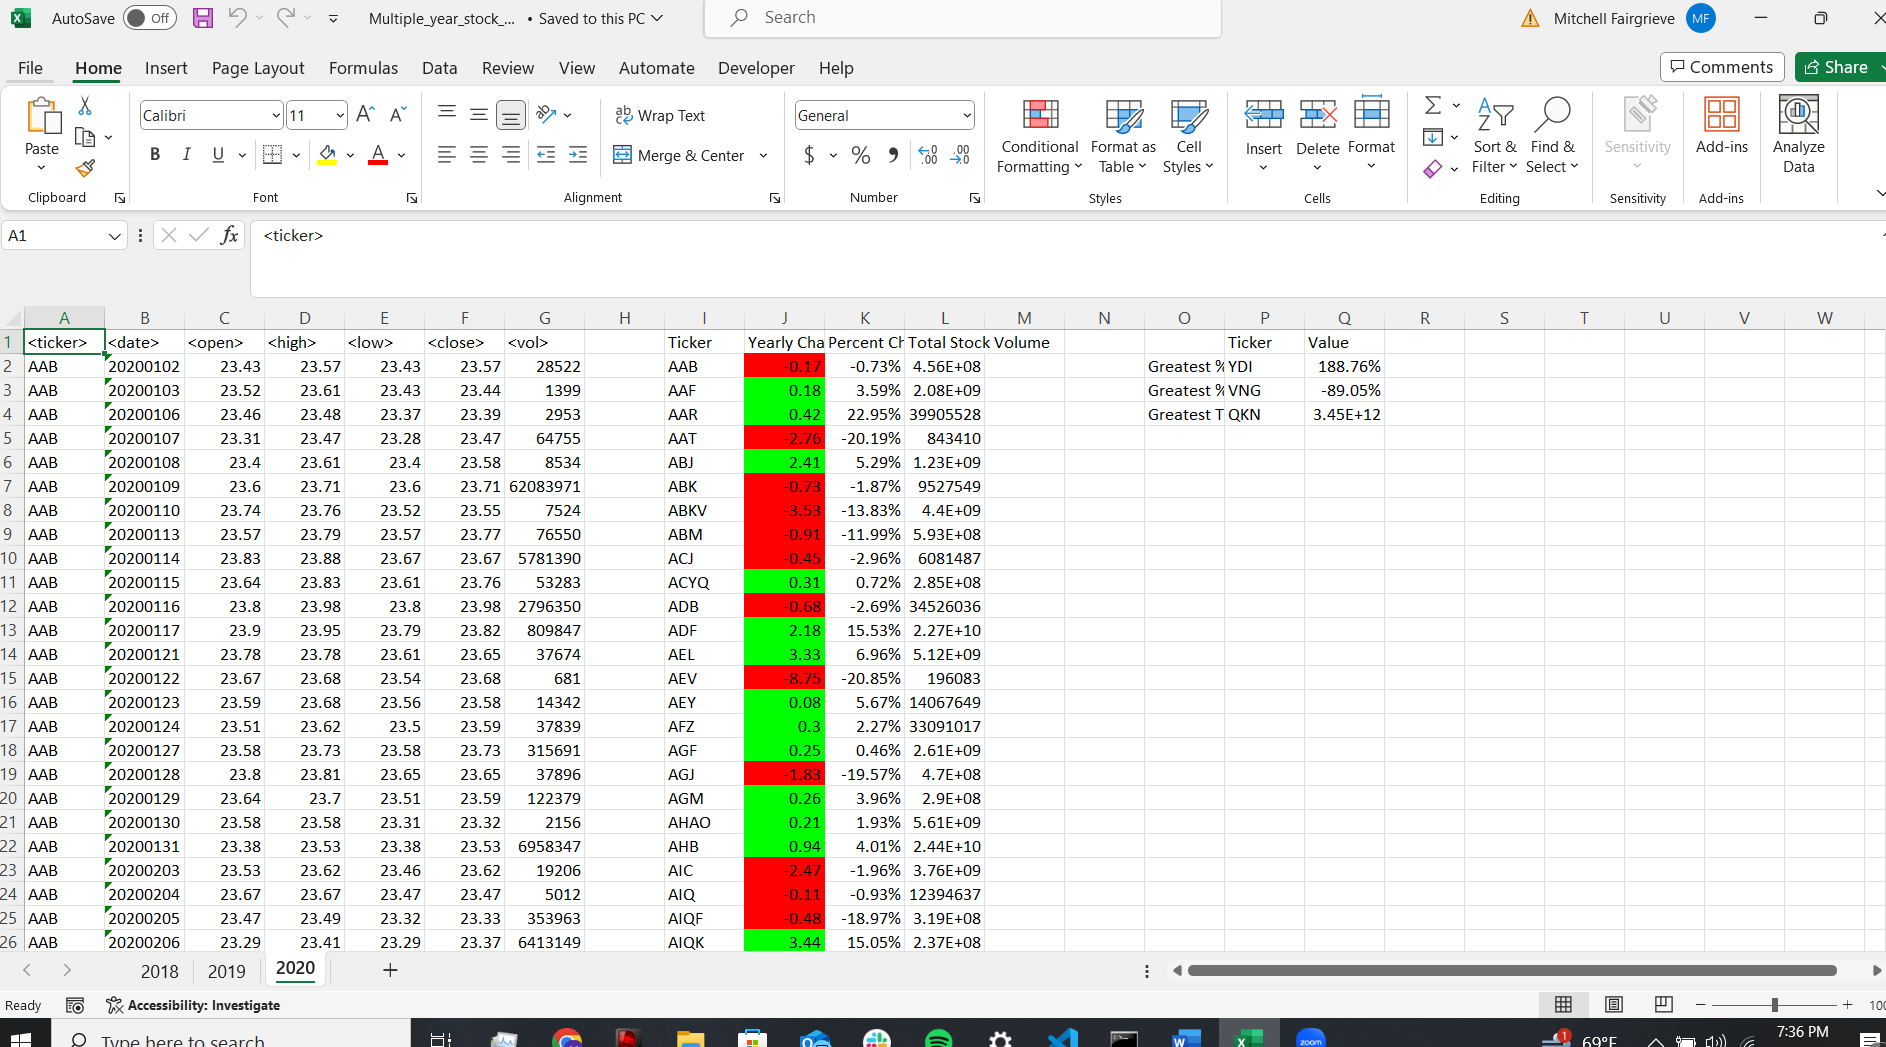 AutoSave Off Multiple_year_stock_... • Saved to this PC Search Mitchell Fairgrieve MF
File Home Insert Page Layout Formulas Data Review View Automate Developer Help Comments Share
Paste Calibri 11 Wrap Text General Conditional Formatting Format as Table Cell Styles Insert Delete Format Sort & Filter Find & Select Sensitivity Add-ins Analyze Data
B I U Merge & Center $ %
Clipboard Font Alignment Number Styles Cells Editing Sensitivity Add-ins
A1 fx <ticker>
A B C D E F G H I J K L M N O P Q R S T U V W
1 <ticker> <date> <open> <high> <low> <close> <vol> Ticker Yearly Cha Percent Ch Total Stock Volume Ticker Value
2 AAB 20200102 23.43 23.57 23.43 23.57 28522 AAB -0.17 -0.73% 4.56E+08 Greatest % YDI 188.76%
3 AAB 20200103 23.52 23.61 23.43 23.44 1399 AAF 0.18 3.59% 2.08E+09 Greatest % VNG -89.05%
4 AAB 20200106 23.46 23.48 23.37 23.39 2953 AAR 0.42 22.95% 39905528 Greatest T QKN 3.45E+12
5 AAB 20200107 23.31 23.47 23.28 23.47 64755 AAT -2.76 -20.19% 843410
6 AAB 20200108 23.4 23.61 23.4 23.58 8534 ABJ 2.41 5.29% 1.23E+09
7 AAB 20200109 23.6 23.71 23.6 23.71 62083971 ABK -0.73 -1.87% 9527549
8 AAB 20200110 23.74 23.76 23.52 23.55 7524 ABKV -3.53 -13.83% 4.4E+09
9 AAB 20200113 23.57 23.79 23.57 23.77 76550 ABM -0.91 -11.99% 5.93E+08
10 AAB 20200114 23.83 23.88 23.67 23.67 5781390 ACJ -0.45 -2.96% 6081487
11 AAB 20200115 23.64 23.83 23.61 23.76 53283 ACYQ 0.31 0.72% 2.85E+08
12 AAB 20200116 23.8 23.98 23.8 23.98 2796350 ADB -0.68 -2.69% 34526036
13 AAB 20200117 23.9 23.95 23.79 23.82 809847 ADF 2.18 15.53% 2.27E+10
14 AAB 20200121 23.78 23.78 23.61 23.65 37674 AEL 3.33 6.96% 5.12E+09
15 AAB 20200122 23.67 23.68 23.54 23.68 681 AEV -8.75 -20.85% 196083
16 AAB 20200123 23.59 23.68 23.56 23.58 14342 AEY 0.08 5.67% 14067649
17 AAB 20200124 23.51 23.62 23.5 23.59 37839 AFZ 0.3 2.27% 33091017
18 AAB 20200127 23.58 23.73 23.58 23.73 315691 AGF 0.25 0.46% 2.61E+09
19 AAB 20200128 23.8 23.81 23.65 23.65 37896 AGJ -1.83 -19.57% 4.7E+08
20 AAB 20200129 23.64 23.7 23.51 23.59 122379 AGM 0.26 3.96% 2.9E+08
21 AAB 20200130 23.58 23.58 23.31 23.32 2156 AHAO 0.21 1.93% 5.61E+09
22 AAB 20200131 23.38 23.53 23.38 23.53 6958347 AHB 0.94 4.01% 2.44E+10
23 AAB 20200203 23.53 23.62 23.46 23.62 19206 AIC -2.47 -1.96% 3.76E+09
24 AAB 20200204 23.67 23.67 23.47 23.47 5012 AIQ -0.11 -0.93% 12394637
25 AAB 20200205 23.47 23.49 23.32 23.33 353963 AIQF -0.48 -18.97% 3.19E+08
26 AAB 20200206 23.29 23.41 23.29 23.37 6413149 AIQK 3.44 15.05% 2.37E+08
2018 2019 2020
Ready Accessibility: Investigate 100
Type here to search zoom 1 69°F 7:36 PM